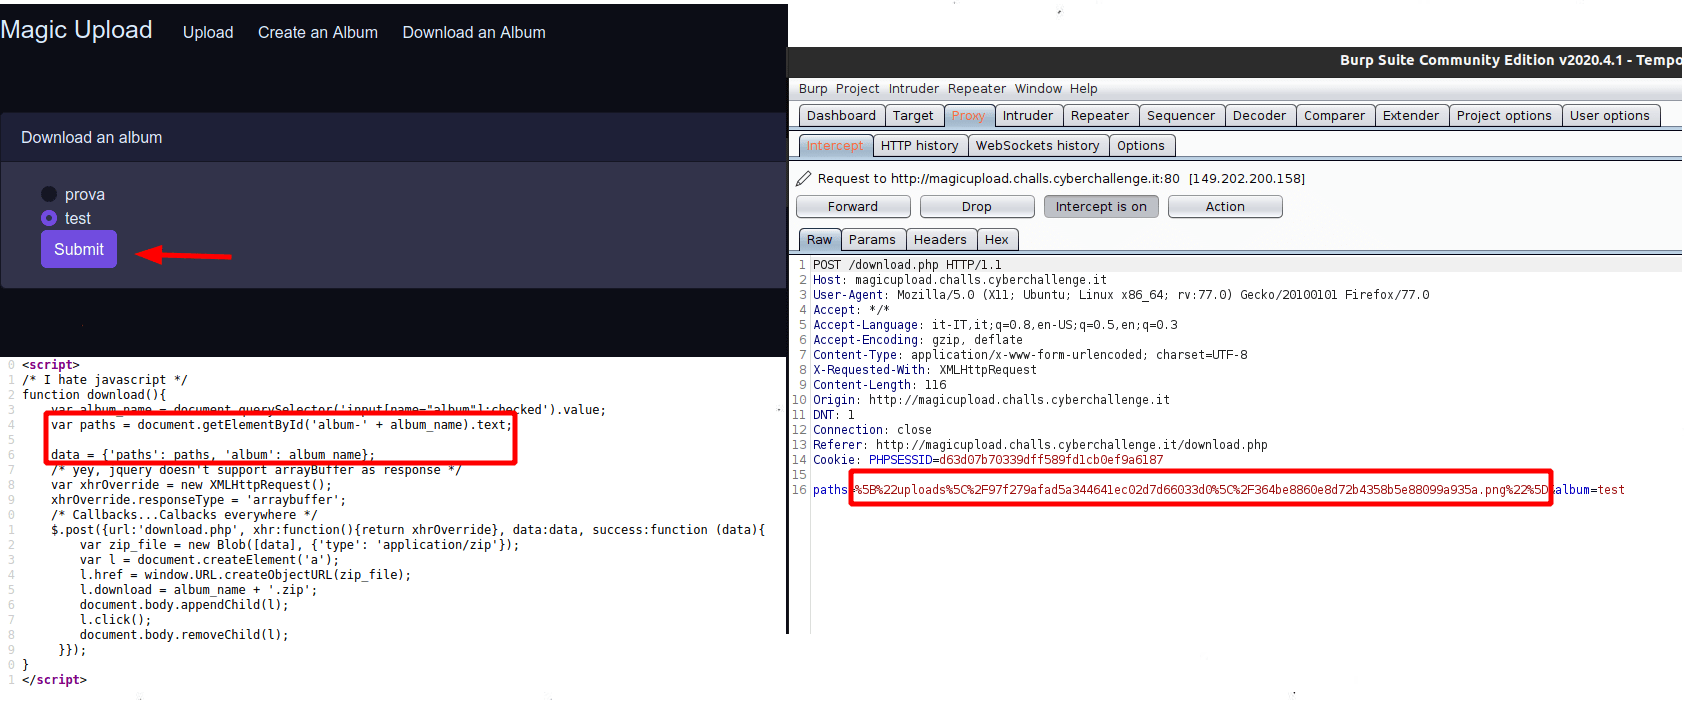 Magic Upload Upload Create an Album Download an Album
Download an album
prova
test
Submit
0 <script>
1 /* I hate javascript */
2 function download(){
3 var album_name = document.querySelector('input[name="album"]:checked').value;
4 var paths = document.getElementById('album-' + album_name).text;
5
6 data = {'paths': paths, 'album': album_name};
7 /* yey, jquery doesn't support arrayBuffer as response */
8 var xhrOverride = new XMLHttpRequest();
9 xhrOverride.responseType = 'arraybuffer';
0 /* Callbacks...Calbacks everywhere */
1 $.post({url:'download.php', xhr:function(){return xhrOverride}, data:data, success:function (data){
2 var zip_file = new Blob([data], {'type': 'application/zip'});
3 var l = document.createElement('a');
4 l.href = window.URL.createObjectURL(zip_file);
5 l.download = album_name + '.zip';
6 document.body.appendChild(l);
7 l.click();
8 document.body.removeChild(l);
9 }});
0 }
1 </script>
Burp Suite Community Edition v2020.4.1 - Tempo
Burp Project Intruder Repeater Window Help
Dashboard Target Proxy Intruder Repeater Sequencer Decoder Comparer Extender Project options User options
Intercept HTTP history WebSockets history Options
Request to http://magicupload.challs.cyberchallenge.it:80 [149.202.200.158]
Forward Drop Intercept is on Action
Raw Params Headers Hex
1 POST /download.php HTTP/1.1
2 Host: magicupload.challs.cyberchallenge.it
3 User-Agent: Mozilla/5.0 (X11; Ubuntu; Linux x86_64; rv:77.0) Gecko/20100101 Firefox/77.0
4 Accept: */*
5 Accept-Language: it-IT,it;q=0.8,en-US;q=0.5,en;q=0.3
6 Accept-Encoding: gzip, deflate
7 Content-Type: application/x-www-form-urlencoded; charset=UTF-8
8 X-Requested-With: XMLHttpRequest
9 Content-Length: 116
10 Origin: http://magicupload.challs.cyberchallenge.it
11 DNT: 1
12 Connection: close
13 Referer: http://magicupload.challs.cyberchallenge.it/download.php
14 Cookie: PHPSESSID=d63d07b70339dff589fd1cb0ef9a6187
15
16 paths=%5B%22uploads%5C%2F97f279afad5a344641ec02d7d66033d0%5C%2F364be8860e8d72b4358b5e88099a935a.png%22%5D&album=test